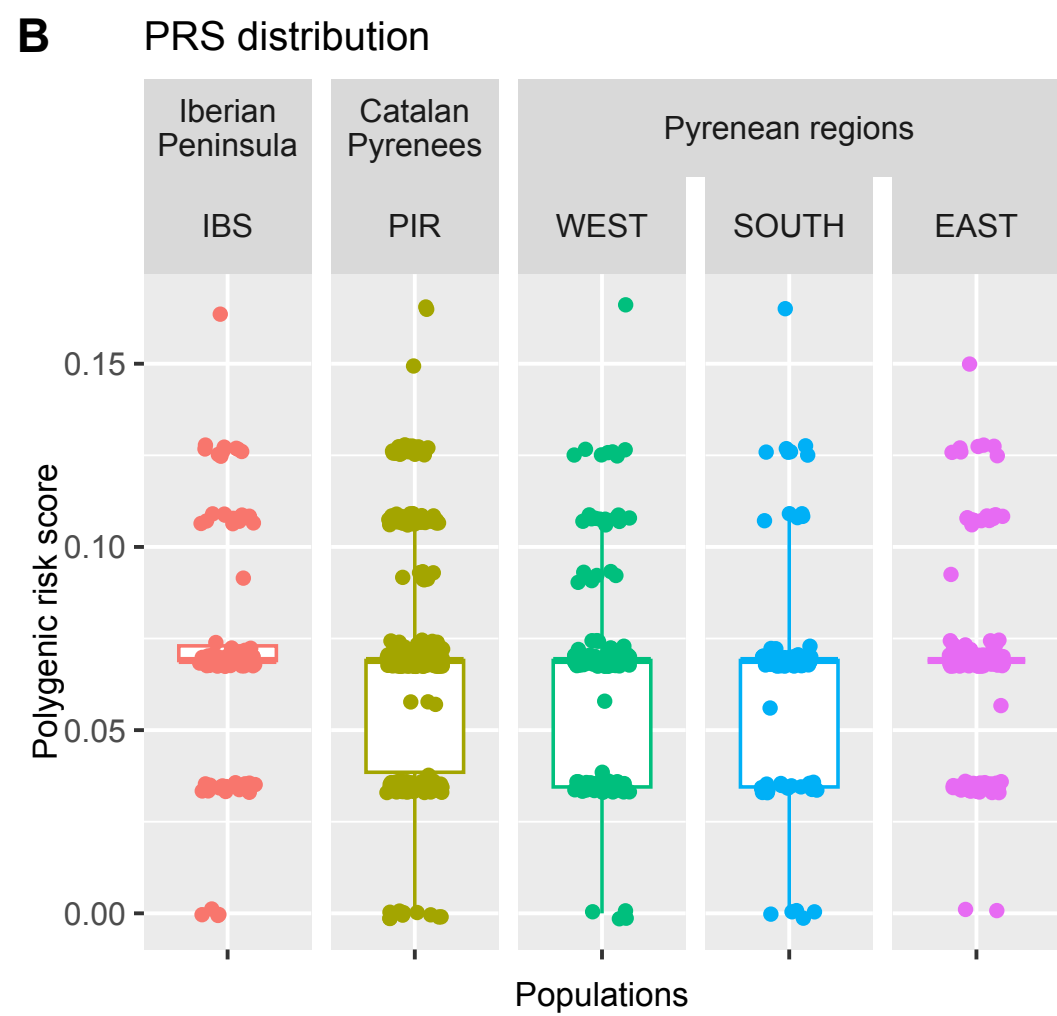 B PRS distribution
Iberian
Peninsula
Catalan
Pyrenees
Pyrenean regions
IBS
PIR
WEST
SOUTH
EAST
Polygenic risk score
0.15
0.10
0.05
0.00
Populations